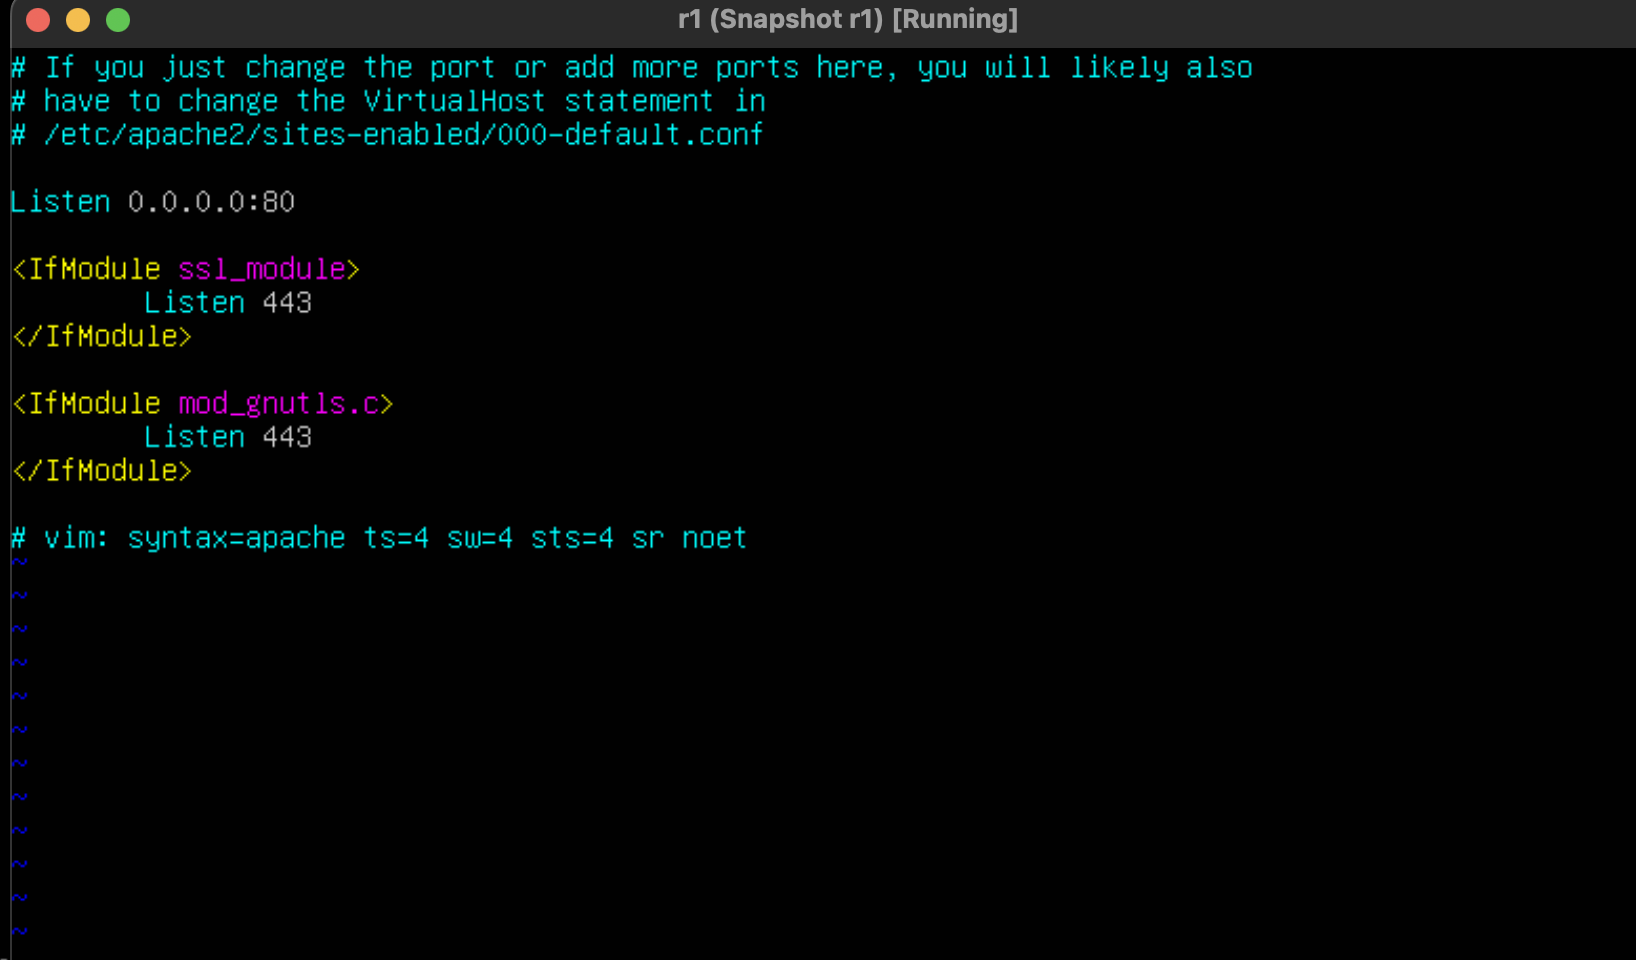 r1 (Snapshot r1) [Running]
# If you just change the port or add more ports here, you will likely also
# have to change the VirtualHost statement in
# /etc/apache2/sites-enabled/000-default.conf
Listen 0.0.0.0:80
<IfModule ssl_module>
Listen 443
</IfModule>
<IfModule mod_gnutls.c>
Listen 443
</IfModule>
# vim: syntax=apache ts=4 sw=4 sts=4 sr noet
~
~
~
~
~
~
~
~
~
~
~
~